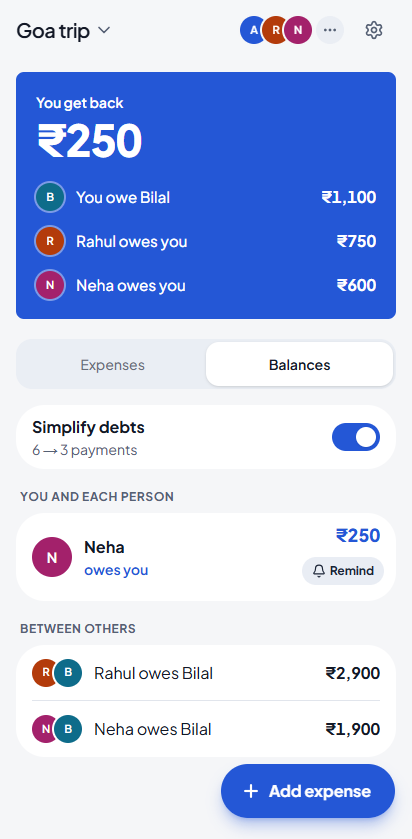 Goa trip
A R N ...
You get back
₹250
B You owe Bilal ₹1,100
R Rahul owes you ₹750
N Neha owes you ₹600
Expenses Balances
Simplify debts
6 → 3 payments
YOU AND EACH PERSON
N Neha ₹250
owes you Remind
BETWEEN OTHERS
R B Rahul owes Bilal ₹2,900
N B Neha owes Bilal ₹1,900
+ Add expense